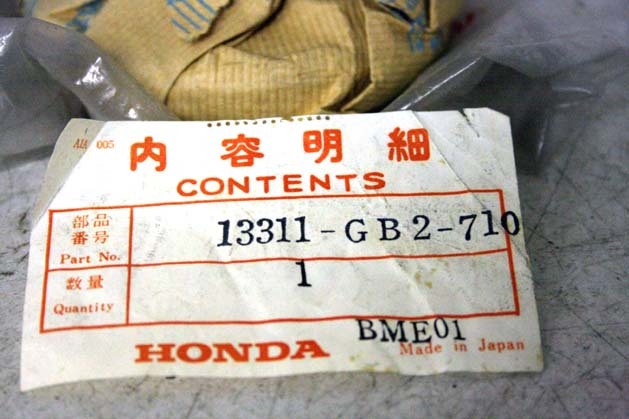 AIA 005
内容明細
CONTENTS
部品
番号
Part No.
13311-GB2-710
数量
Quantity
1
BME01
HONDA
Made in Japan